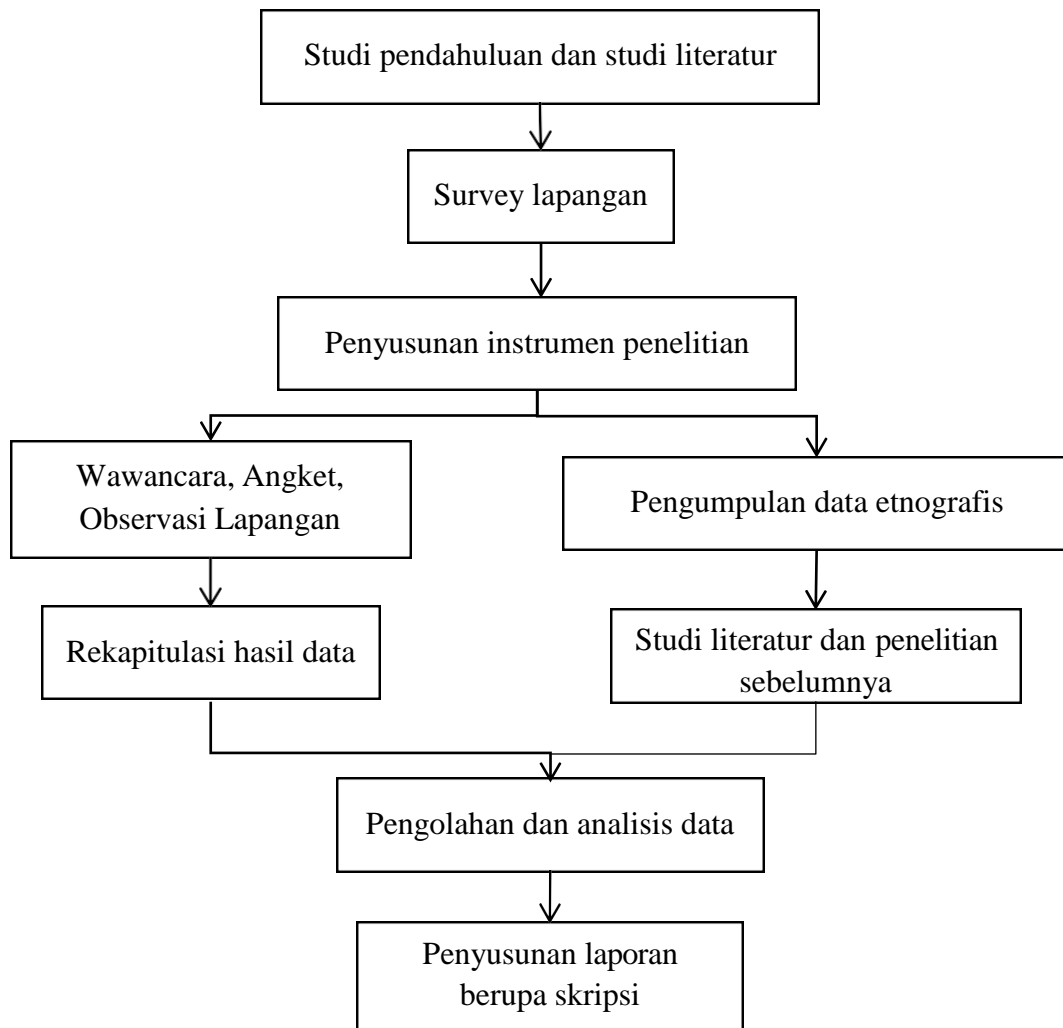 Studi pendahuluan dan studi literatur
Survey lapangan
Penyusunan instrumen penelitian
Wawancara, Angket,
Observasi Lapangan
Pengumpulan data etnografis
Rekapitulasi hasil data
Studi literatur dan penelitian
sebelumnya
Pengolahan dan analisis data
Penyusunan laporan
berupa skripsi